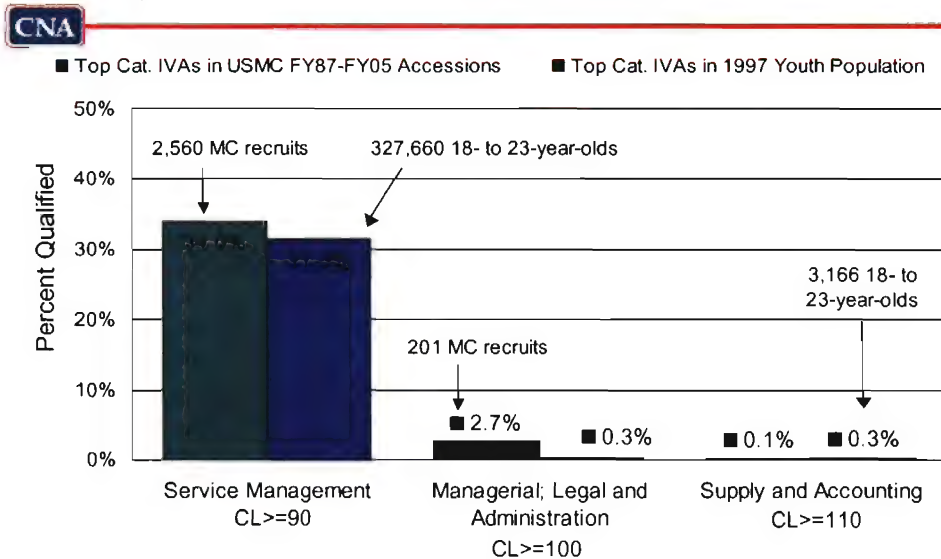 CNA
■ Top Cat. IVAs in USMC FY87-FY05 Accessions ■ Top Cat. IVAs in 1997 Youth Population
Percent Qualified
50%
40%
30%
20%
10%
0%
2,560 MC recruits
327,660 18- to 23-year-olds
201 MC recruits
3,166 18- to
23-year-olds
■ 2.7%
■ 0.3%
■ 0.1%
■ 0.3%
Service Management
CL>=90
Managerial; Legal and
Administration
CL>=100
Supply and Accounting
CL>=110